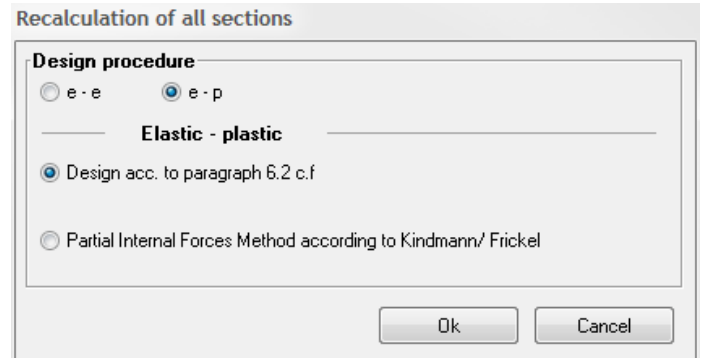 Recalculation of all sections
Design procedure
e - e e - p
Elastic - plastic
Design acc. to paragraph 6.2 c.f
Partial Internal Forces Method according to Kindmann/ Frickel
Ok Cancel